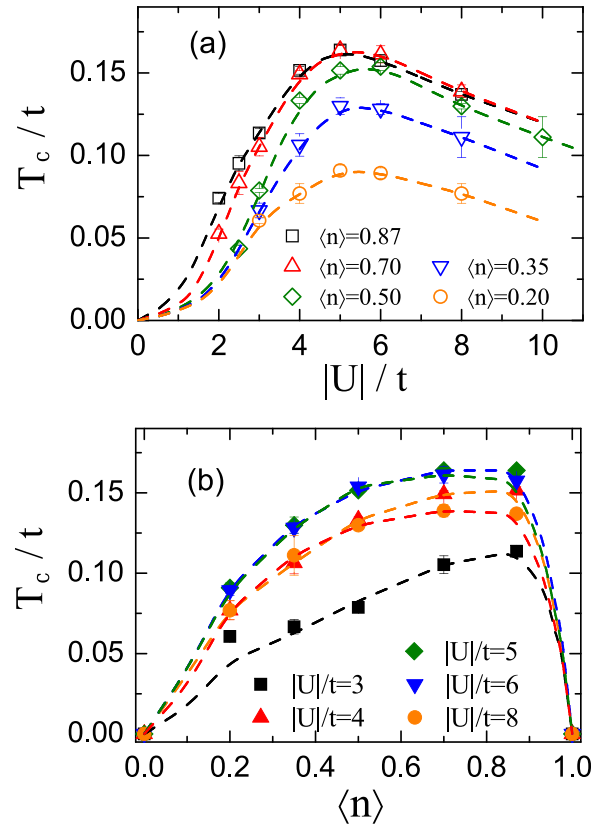 (a)
T_c / t
0.15
0.10
0.05
0.00
⟨n⟩=0.87
⟨n⟩=0.70
⟨n⟩=0.50
⟨n⟩=0.35
⟨n⟩=0.20
0 2 4 6 8 10
|U| / t
(b)
T_c / t
0.15
0.10
0.05
0.00
|U|/t=3
|U|/t=4
|U|/t=5
|U|/t=6
|U|/t=8
0.0 0.2 0.4 0.6 0.8 1.0
⟨n⟩